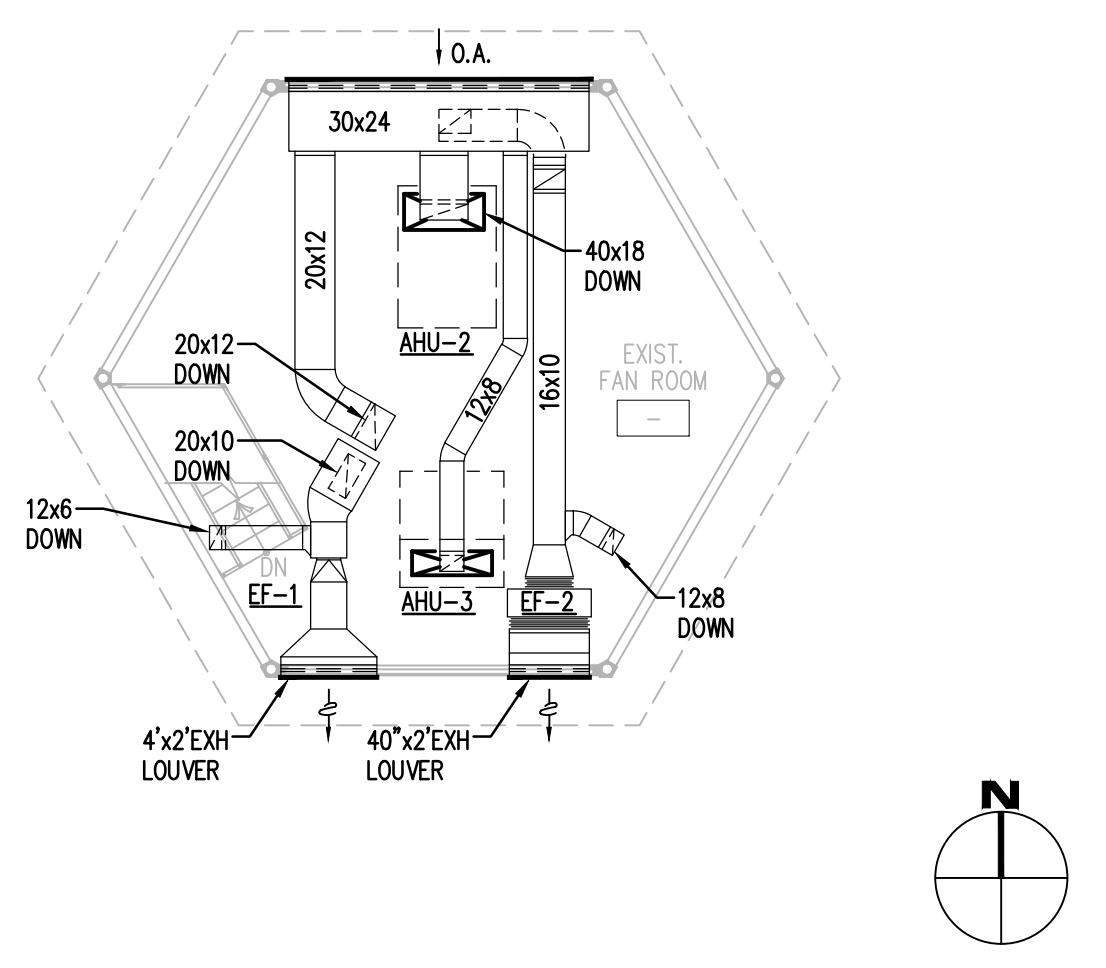 O.A.
30x24
20x12
40x18
DOWN
AHU-2
20x12
DOWN
EXIST.
FAN ROOM
-
12x8
16x10
20x10
DOWN
12x6
DOWN
DN
EF-1
AHU-3
EF-2
12x8
DOWN
4'x2'EXH
LOUVER
40"x2'EXH
LOUVER
N